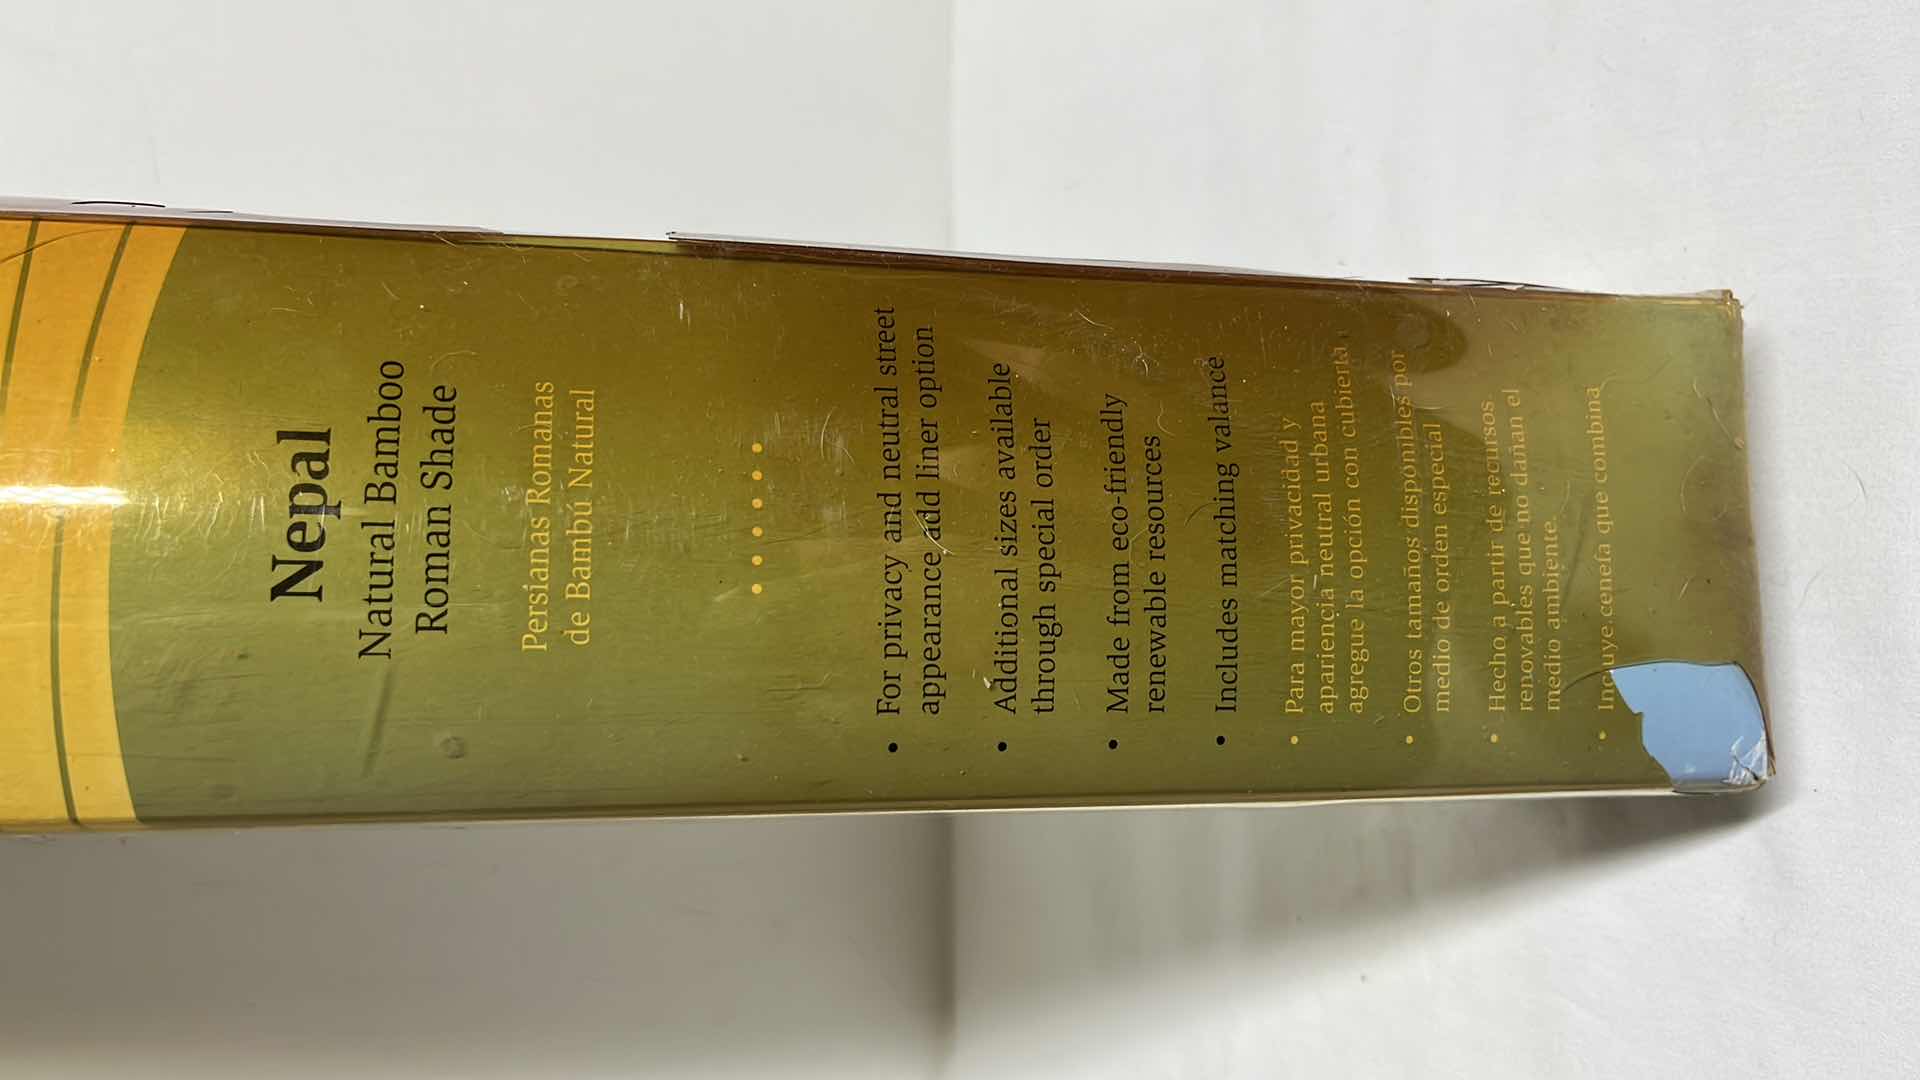 Nepal
Natural Bamboo
Roman Shade
Persianas Romanas
de Bambú Natural
• For privacy and neutral street
appearance add liner option
• Additional sizes available
through special order
• Made from eco-friendly
renewable resources
• Includes matching valance
• Para mayor privacidad y
apariencia neutral urbana
agregue la opción con cubierta.
• Otros tamaños disponibles por
medio de orden especial
• Hecho a partir de recursos
renovables que no dañan el
medio ambiente.
• Incluye cenefa que combina